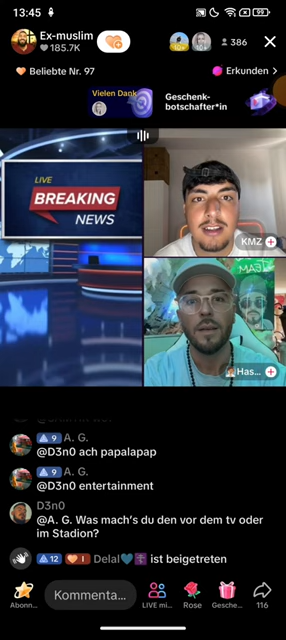 13:45
99
Ex-muslim
185.7K
10
386
Beliebte Nr. 97
Erkunden
Vielen Dank
Geschenk-
botschafter*in
LIVE
BREAKING
NEWS
KMZ
TEAM
Has...
9 A. G.
@D3n0 ach papalapap
9 A. G.
@D3n0 entertainment
D3n0
@A. G. Was mach's du den vor dem tv oder
im Stadion?
12 1 Delal ist beigetreten
Abonn...
Kommenta...
LIVE mi...
Rose
Gesche...
116